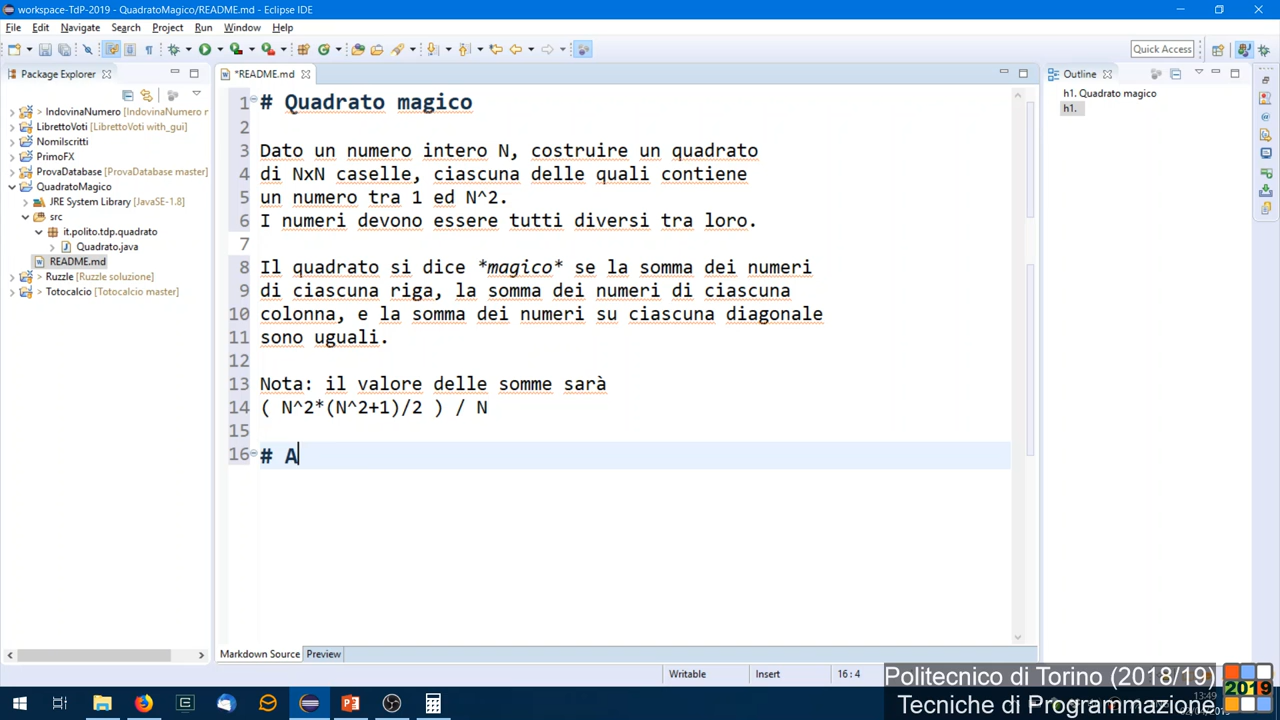 workspace-TdP-2019 - QuadratoMagico/README.md - Eclipse IDE
File Edit Navigate Search Project Run Window Help
Quick Access
Package Explorer
*README.md
Outline
> IndovinaNumero [IndovinaNumero r
> LibrettoVoti [LibrettoVoti with_gui]
NomiIscritti
PrimoFX
> ProvaDatabase [ProvaDatabase master]
QuadratoMagico
JRE System Library [JavaSE-1.8]
src
it.polito.tdp.quadrato
Quadrato.java
README.md
> Ruzzle [Ruzzle soluzione]
> Totocalcio [Totocalcio master]
1 # Quadrato magico
2
3 Dato un numero intero N, costruire un quadrato
4 di NxN caselle, ciascuna delle quali contiene
5 un numero tra 1 ed N^2.
6 I numeri devono essere tutti diversi tra loro.
7
8 Il quadrato si dice *magico* se la somma dei numeri
9 di ciascuna riga, la somma dei numeri di ciascuna
10 colonna, e la somma dei numeri su ciascuna diagonale
11 sono uguali.
12
13 Nota: il valore delle somme sarà
14 ( N^2*(N^2+1)/2 ) / N
15
16 # A
h1. Quadrato magico
h1.
Markdown Source Preview
Writable Insert 16 : 4
Politecnico di Torino (2018/19)
Tecniche di Programmazione
2019
13:49